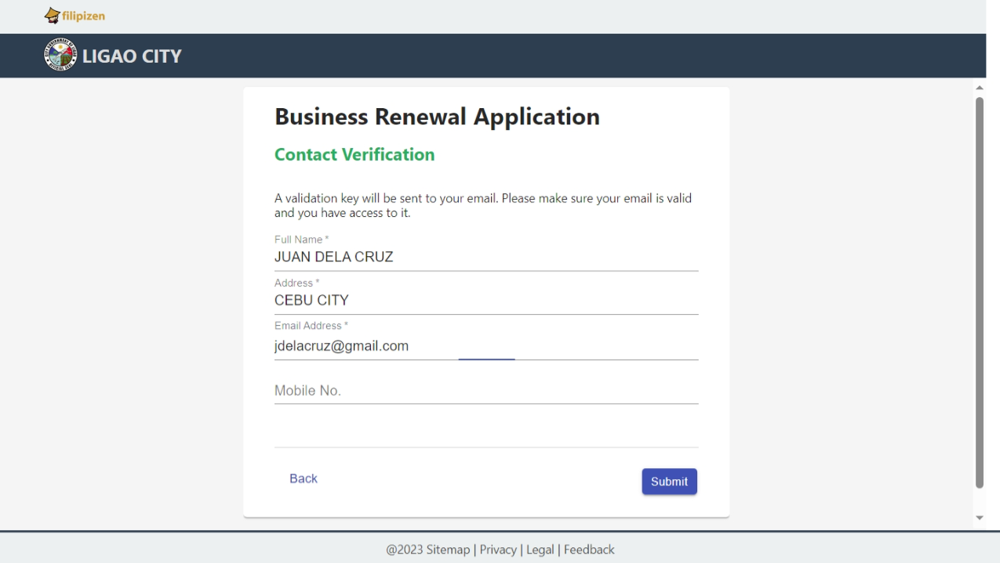 filipizen
LIGAO CITY
Business Renewal Application
Contact Verification
A validation key will be sent to your email. Please make sure your email is valid
and you have access to it.
Full Name *
JUAN DELA CRUZ
Address *
CEBU CITY
Email Address *
jdelacruz@gmail.com
Mobile No.
Back
Submit
@2023 Sitemap | Privacy | Legal | Feedback